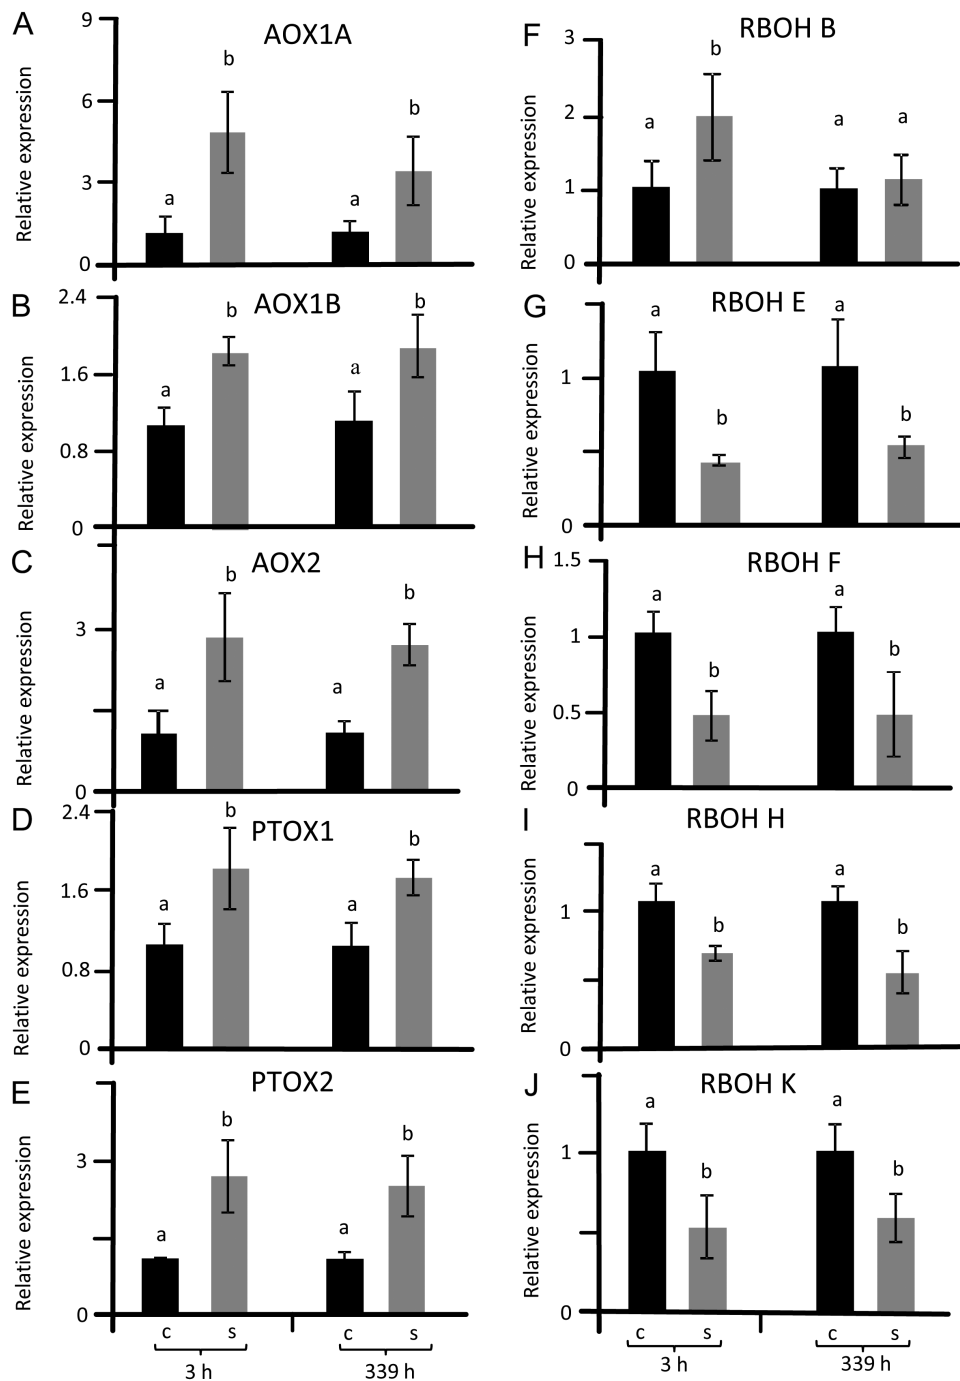 A
AOX1A
Relative expression
9
6
3
0
a
b
a
b
B
AOX1B
Relative expression
2.4
1.6
0.8
0
a
b
a
b
C
AOX2
Relative expression
3
0
a
b
a
b
D
PTOX1
Relative expression
2.4
1.6
0.8
0
a
b
a
b
E
PTOX2
Relative expression
3
0
a
b
a
b
c s c s
3 h 339 h
F
RBOH B
Relative expression
3
2
1
0
a
b
a
a
G
RBOH E
Relative expression
1
0
a
b
a
b
H
RBOH F
Relative expression
1.5
1
0.5
0
a
b
a
b
I
RBOH H
Relative expression
1
0
a
b
a
b
J
RBOH K
Relative expression
1
0
a
b
a
b
c s c s
3 h 339 h